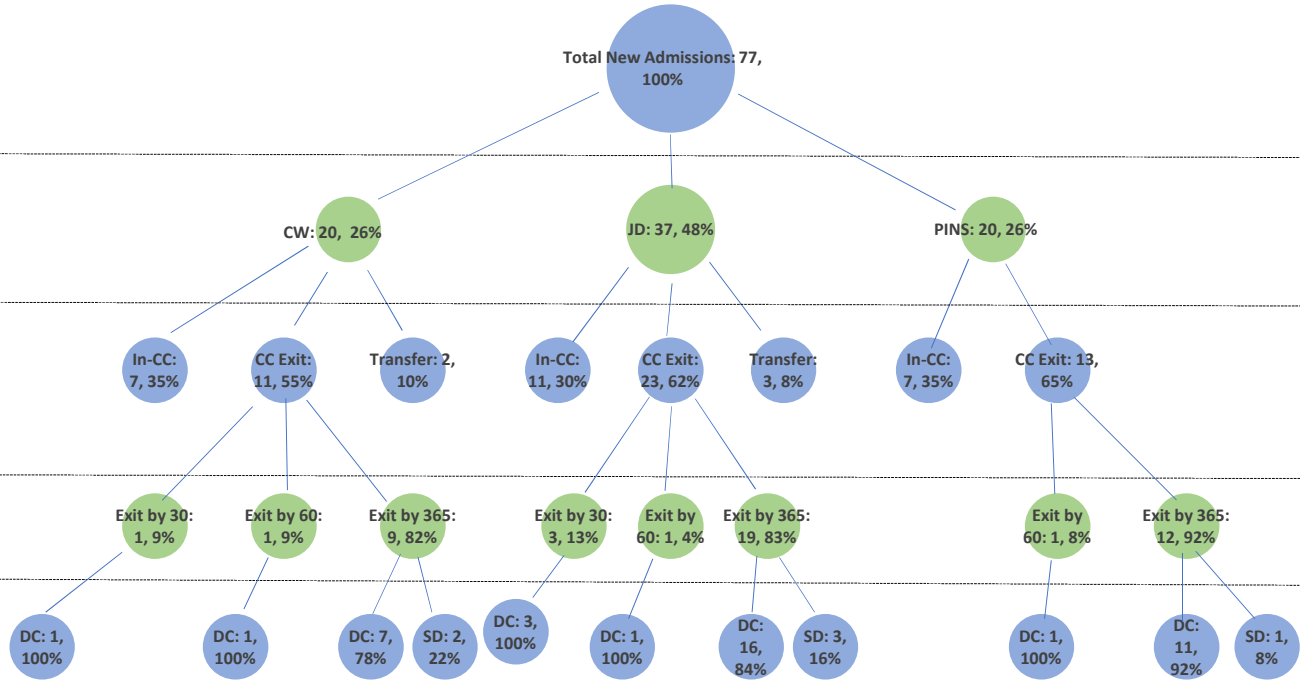 Total New Admissions: 77,
100%
CW: 20, 26%
JD: 37, 48%
PINS: 20, 26%
In-CC:
7, 35%
CC Exit:
11, 55%
Transfer: 2,
10%
In-CC:
11, 30%
CC Exit:
23, 62%
Transfer:
3, 8%
In-CC:
7, 35%
CC Exit: 13,
65%
Exit by 30:
1, 9%
Exit by 60:
1, 9%
Exit by 365:
9, 82%
Exit by 30:
3, 13%
Exit by
60: 1, 4%
Exit by 365:
19, 83%
Exit by
60: 1, 8%
Exit by 365:
12, 92%
DC: 1,
100%
DC: 1,
100%
DC: 7,
78%
SD: 2,
22%
DC: 3,
100%
DC: 1,
100%
DC:
16,
84%
SD: 3,
16%
DC: 1,
100%
DC:
11,
92%
SD: 1,
8%